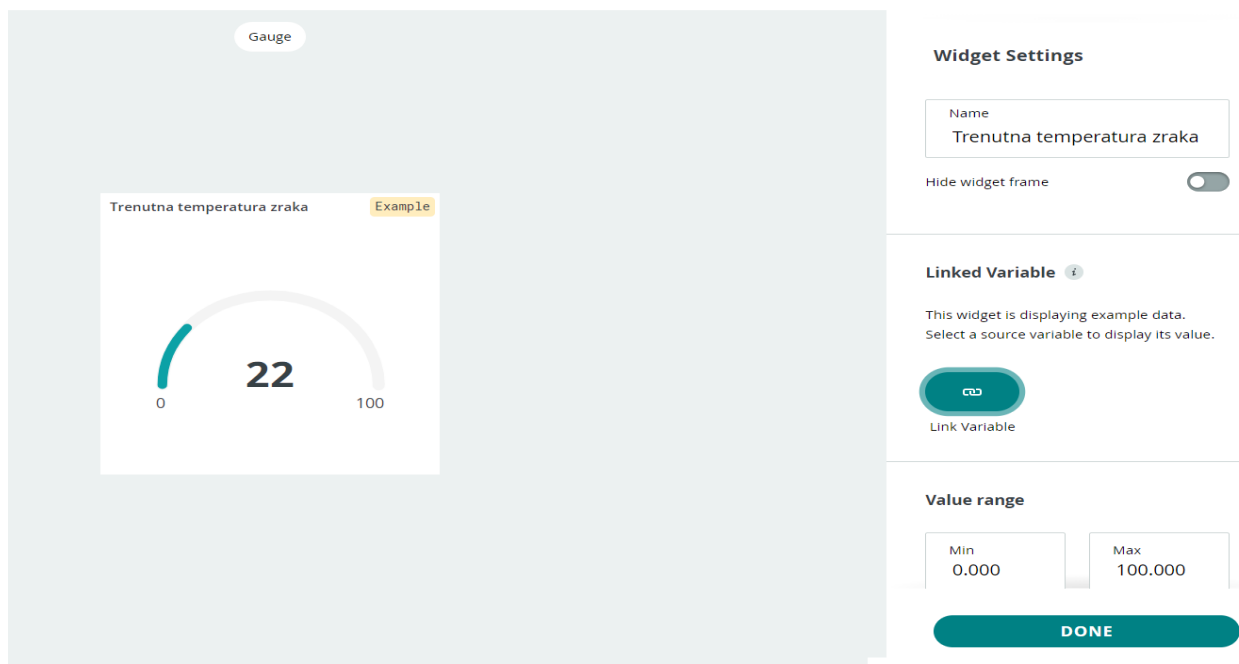 Gauge
Trenutna temperatura zraka
Example
22
0
100
Widget Settings
Name
Trenutna temperatura zraka
Hide widget frame
Linked Variable i
This widget is displaying example data.
Select a source variable to display its value.
Link Variable
Value range
Min
0.000
Max
100.000
DONE